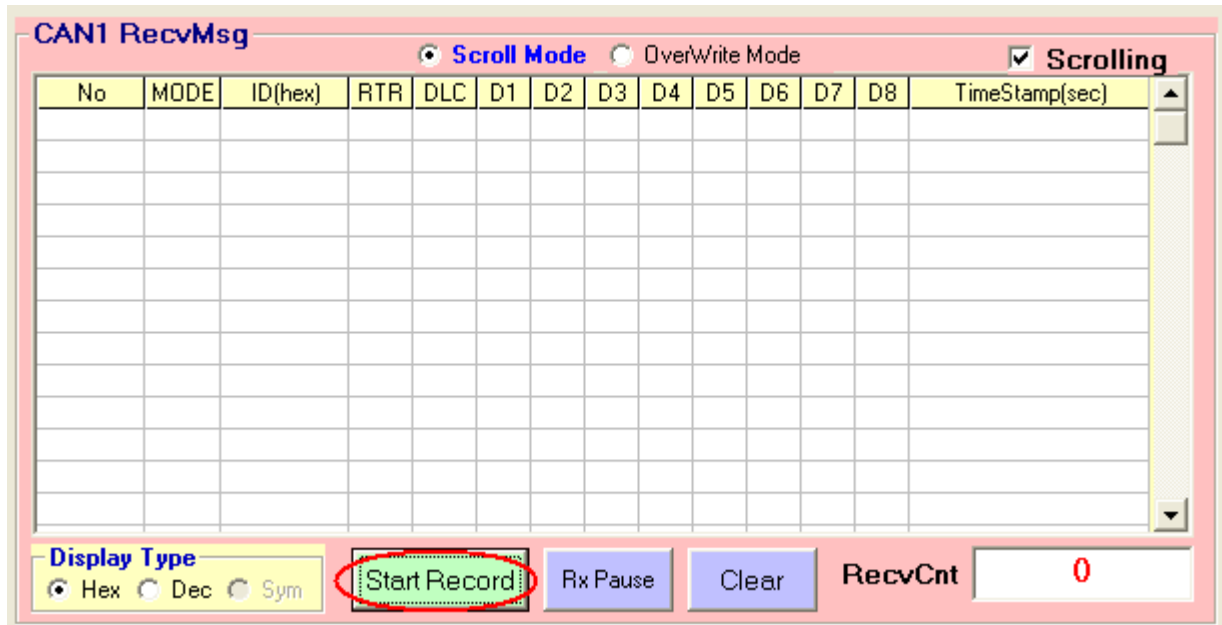 CAN1 RecvMsg
Scroll Mode OverWrite Mode Scrolling
No MODE ID(hex) RTR DLC D1 D2 D3 D4 D5 D6 D7 D8 TimeStamp(sec)
Display Type
Hex Dec Sym
Start Record Rx Pause Clear RecvCnt 0